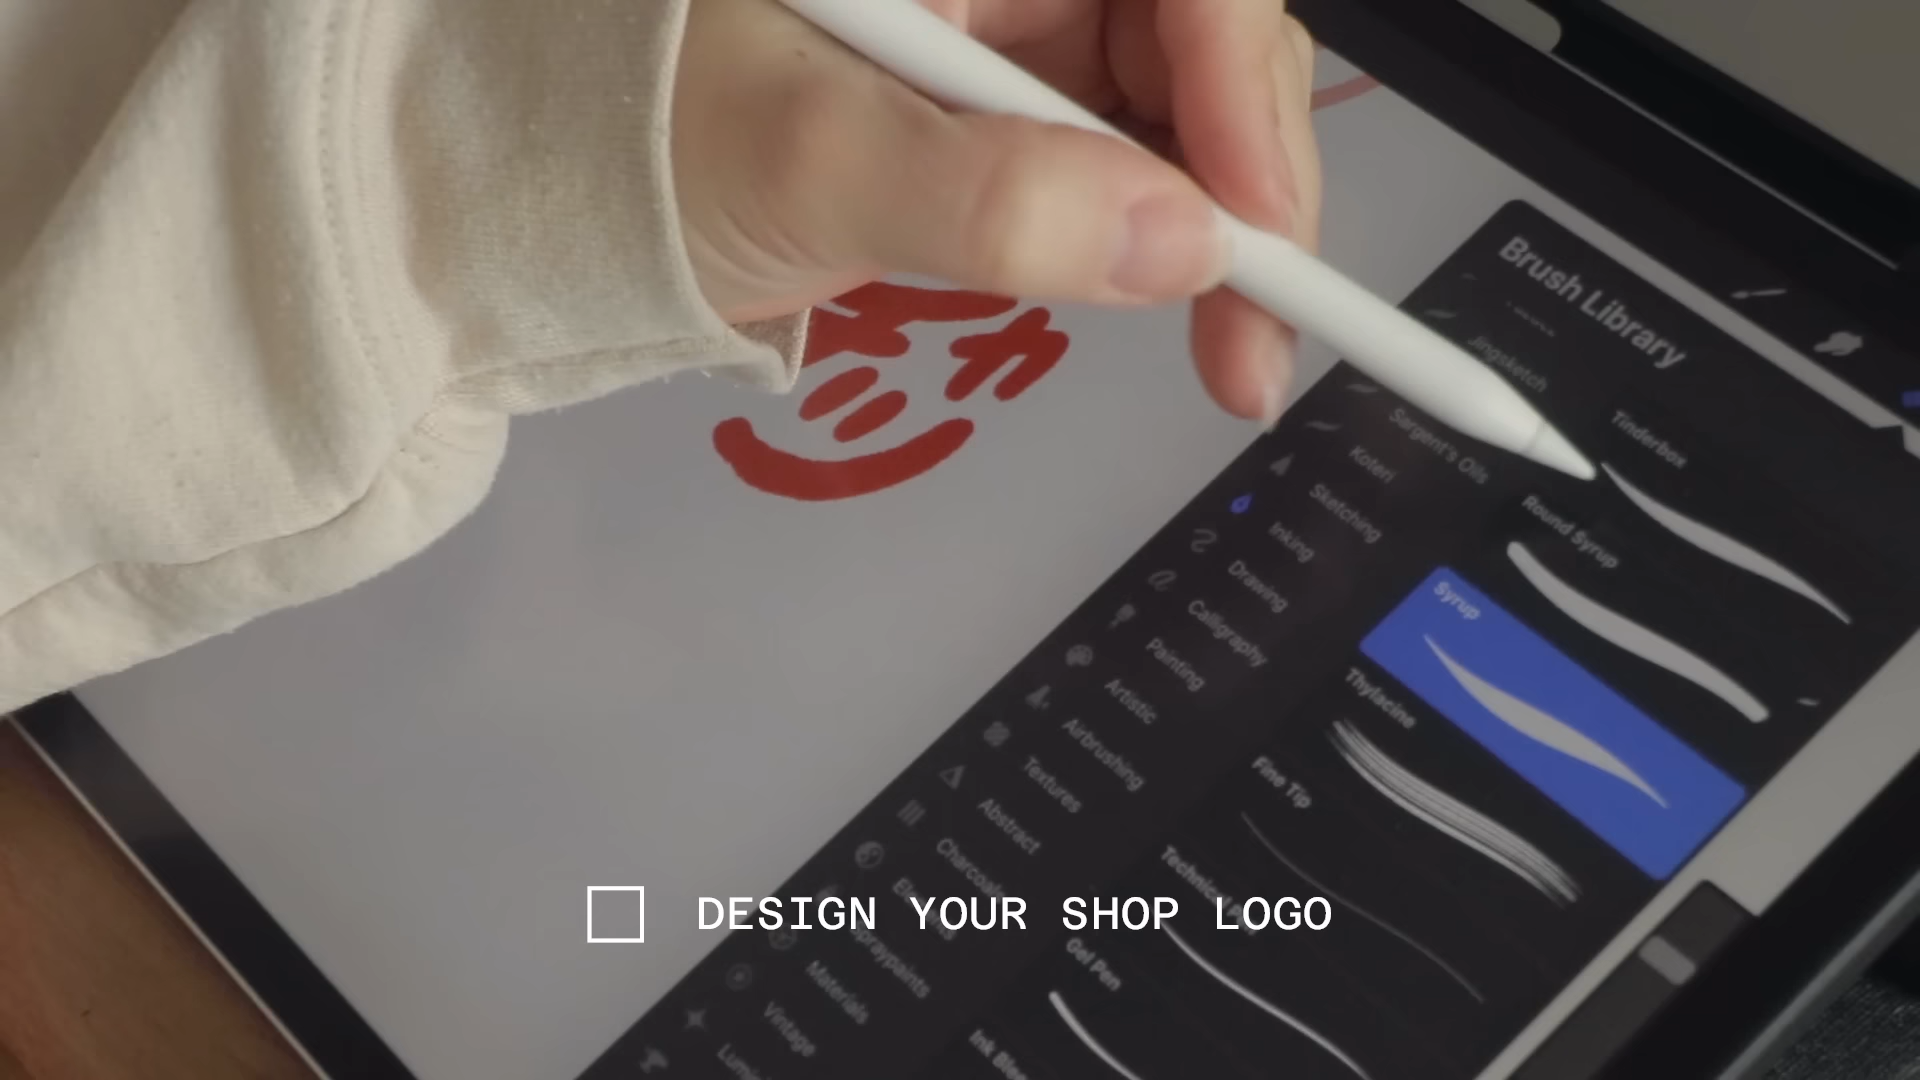 Brush Library
Jingsketch
Sargent's Oils
Koteri
Sketching
Inking
Drawing
Calligraphy
Painting
Artistic
Airbrushing
Textures
Abstract
Charcoals
Spraypaints
Materials
Vintage
Tinderbox
Round Syrup
Syrup
Thylacine
Fine Tip
Gel Pen
DESIGN YOUR SHOP LOGO